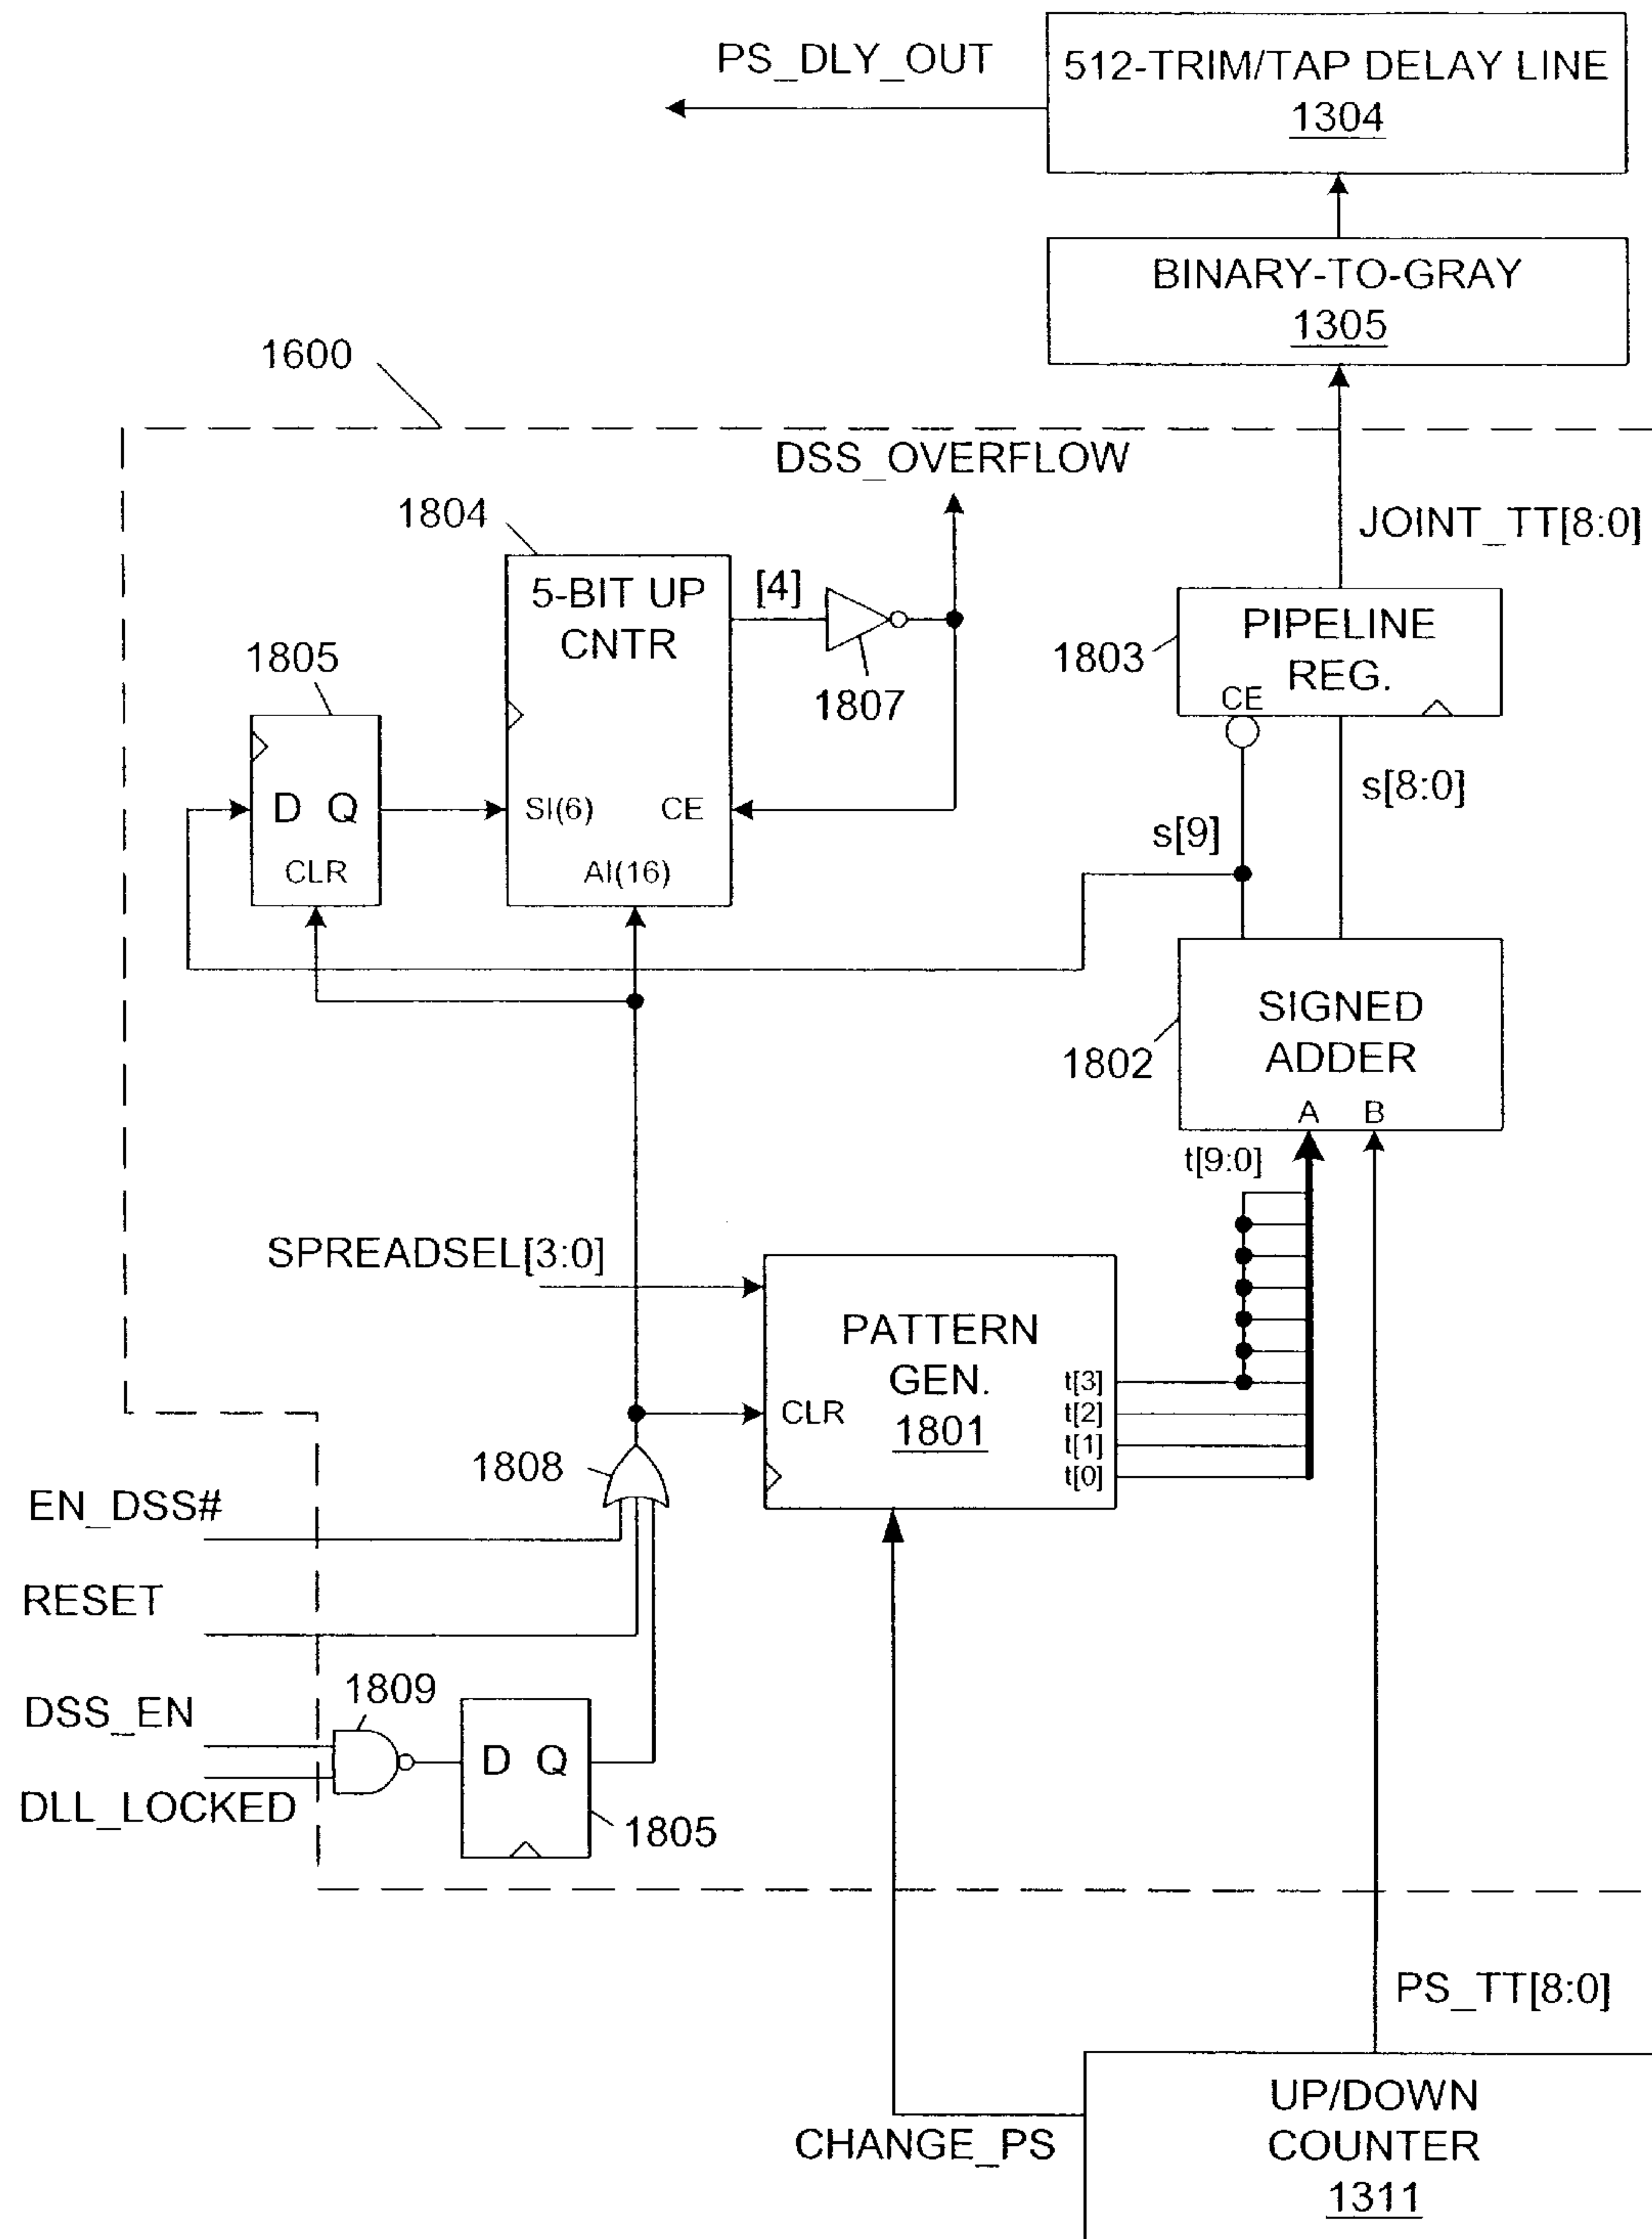 PS_DLY_OUT
512-TRIM/TAP DELAY LINE
1304
BINARY-TO-GRAY
1305
1600
DSS_OVERFLOW
JOINT_TT[8:0]
1804
5-BIT UP
CNTR
[4]
1807
SI(6)
CE
AI(16)
1805
D Q
CLR
1803
PIPELINE
REG.
CE
s[9]
s[8:0]
1802
SIGNED
ADDER
A B
t[9:0]
SPREADSEL[3:0]
PATTERN
GEN.
1801
CLR
t[3]
t[2]
t[1]
t[0]
1808
EN_DSS#
RESET
DSS_EN
DLL_LOCKED
1809
D Q
1805
PS_TT[8:0]
CHANGE_PS
UP/DOWN
COUNTER
1311